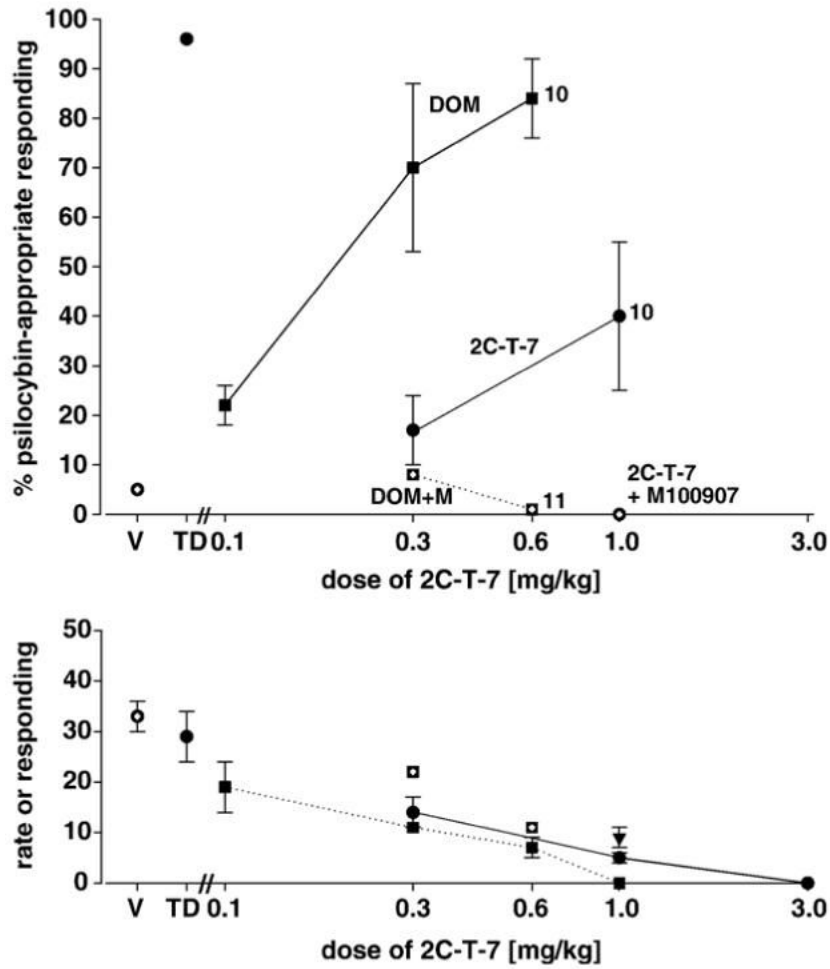 % psilocybin-appropriate responding
100
90
80
70
60
50
40
30
20
10
0
DOM
10
2C-T-7
10
DOM+M
11
2C-T-7
+ M100907
V TD 0.1 0.3 0.6 1.0 3.0
dose of 2C-T-7 [mg/kg]
rate or responding
50
40
30
20
10
0
V TD 0.1 0.3 0.6 1.0 3.0
dose of 2C-T-7 [mg/kg]